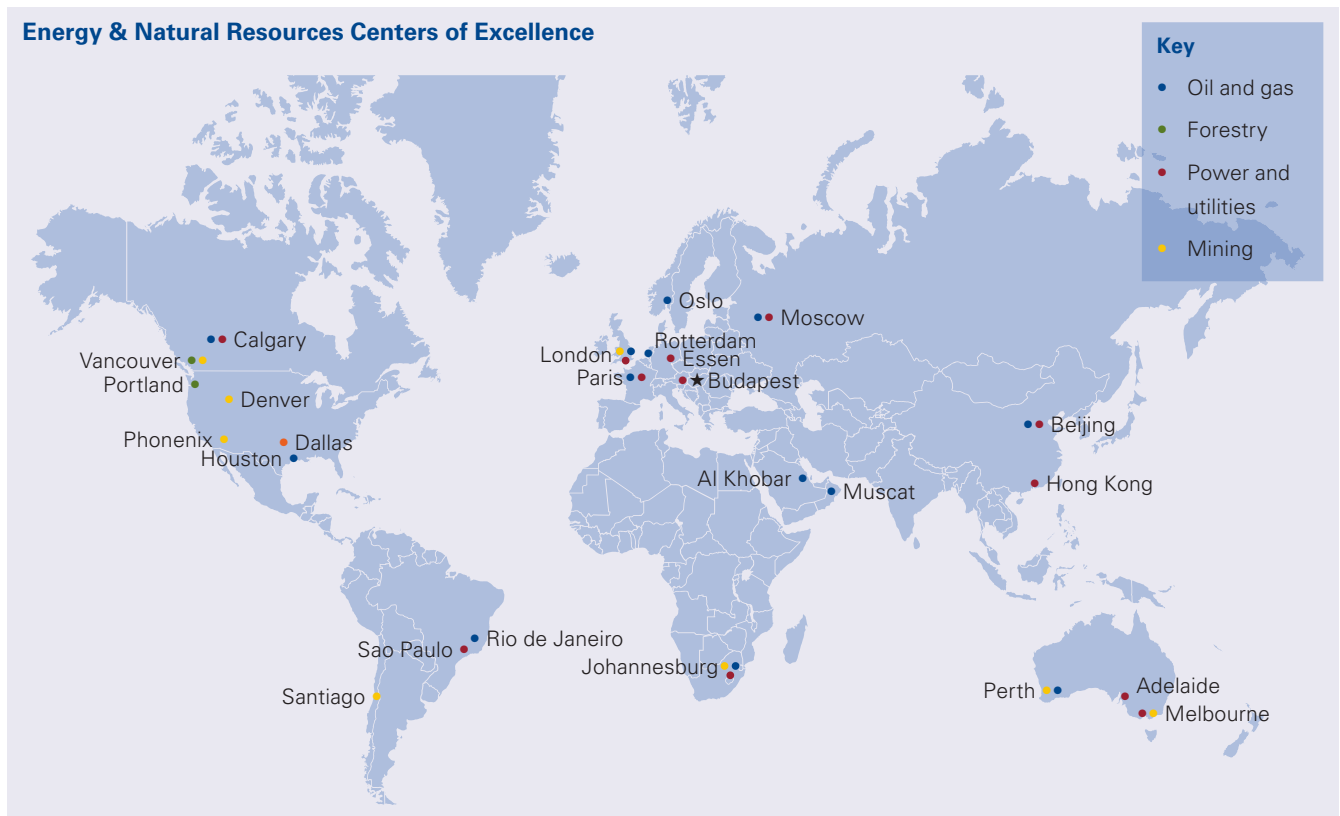 Energy & Natural Resources Centers of Excellence
Key
Oil and gas
Forestry
Power and
utilities
Mining
Oslo
Moscow
Calgary
Rotterdam
London
Essen
Vancouver
Paris
Budapest
Portland
Denver
Beijing
Phonenix
Dallas
Houston
Al Khobar
Hong Kong
Muscat
Rio de Janeiro
Sao Paulo
Johannesburg
Santiago
Perth
Adelaide
Melbourne